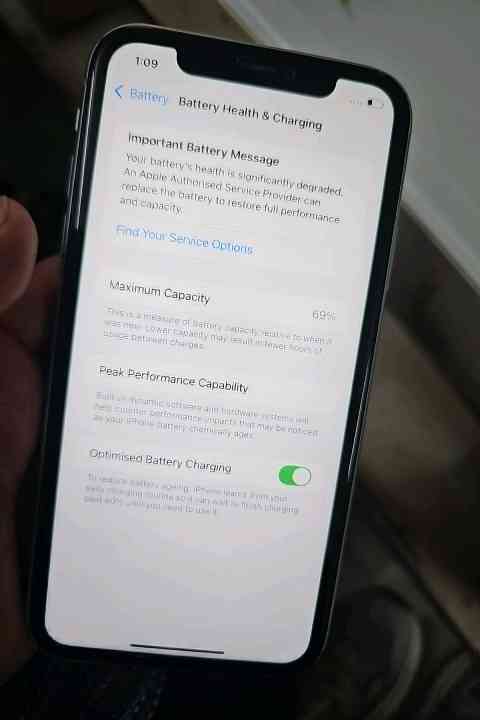 1:09
Battery
Battery Health & Charging
Important Battery Message
Your battery's health is significantly degraded.
An Apple Authorised Service Provider can
replace the battery to restore full performance
and capacity.
Find Your Service Options
Maximum Capacity
69%
This is a measure of battery capacity relative to when it
was new. Lower capacity may result in fewer hours of
usage between charges.
Peak Performance Capability
Built-in dynamic software and hardware systems will
help counter performance impacts that may be noticed
as your iPhone battery chemically ages.
Optimised Battery Charging
To reduce battery ageing, iPhone learns from your
daily charging routine so it can wait to finish charging
past 80% until you need to use it.